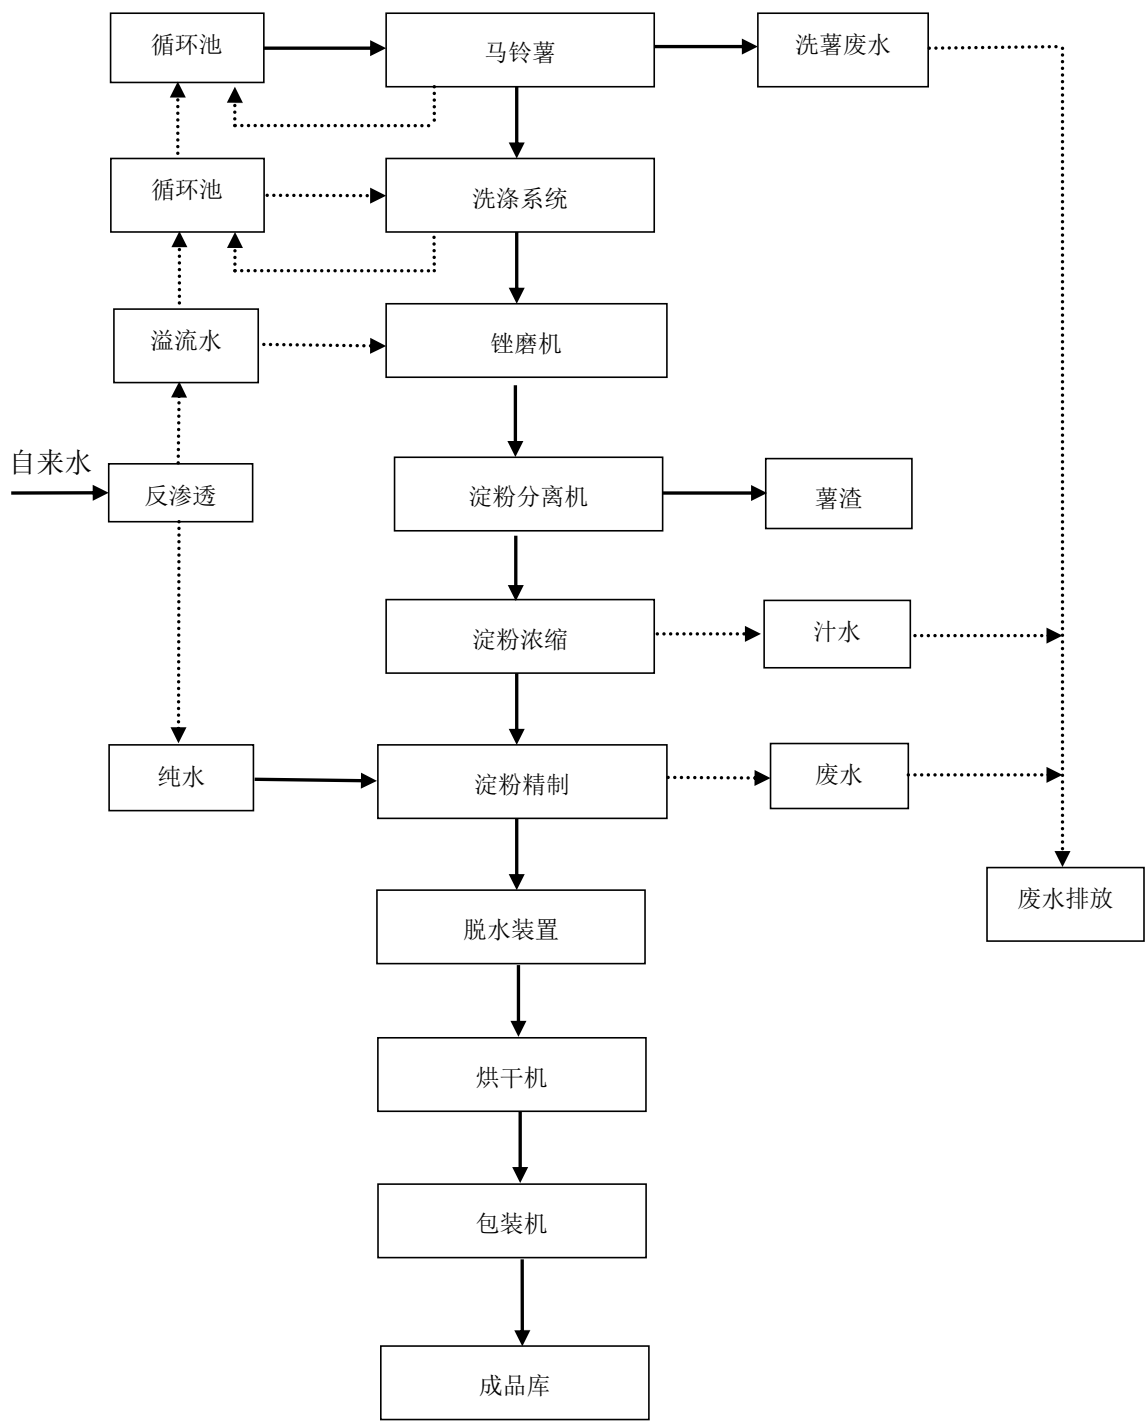 循环池
马铃薯
洗薯废水
循环池
洗涤系统
溢流水
锉磨机
自来水
反渗透
淀粉分离机
薯渣
淀粉浓缩
汁水
纯水
淀粉精制
废水
废水排放
脱水装置
烘干机
包装机
成品库